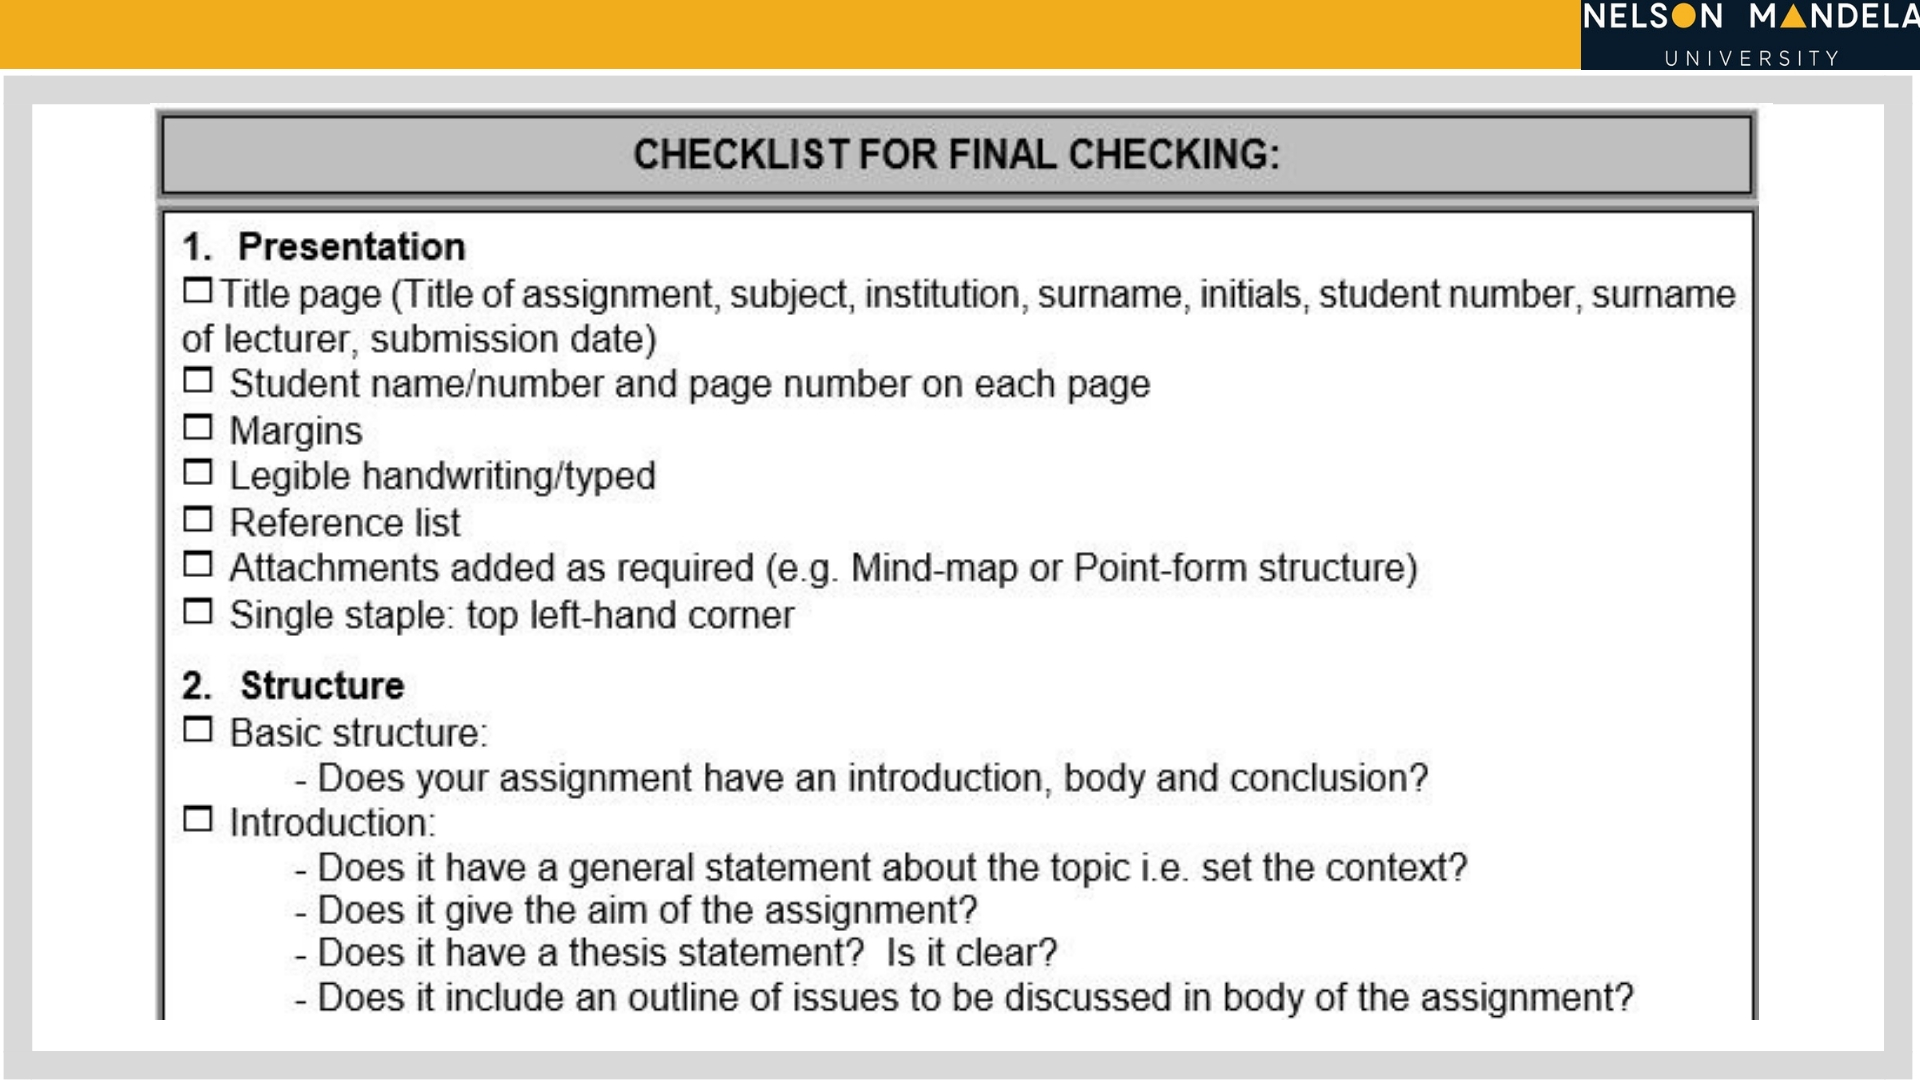 NELSON MANDELA
UNIVERSITY
CHECKLIST FOR FINAL CHECKING:
1. Presentation
☐ Title page (Title of assignment, subject, institution, surname, initials, student number, surname
of lecturer, submission date)
☐ Student name/number and page number on each page
☐ Margins
☐ Legible handwriting/typed
☐ Reference list
☐ Attachments added as required (e.g. Mind-map or Point-form structure)
☐ Single staple: top left-hand corner
2. Structure
☐ Basic structure:
- Does your assignment have an introduction, body and conclusion?
☐ Introduction:
- Does it have a general statement about the topic i.e. set the context?
- Does it give the aim of the assignment?
- Does it have a thesis statement? Is it clear?
- Does it include an outline of issues to be discussed in body of the assignment?